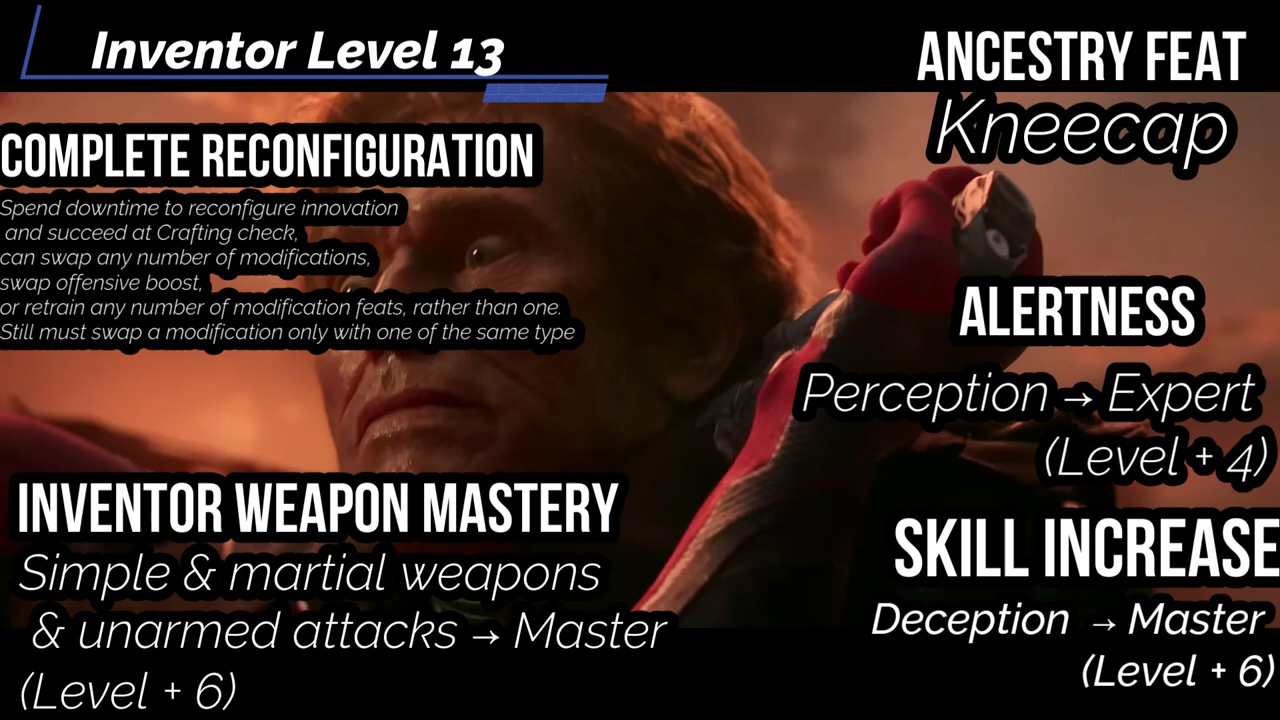 Inventor Level 13
COMPLETE RECONFIGURATION
Spend downtime to reconfigure innovation
and succeed at Crafting check,
can swap any number of modifications,
swap offensive boost,
or retrain any number of modification feats, rather than one.
Still must swap a modification only with one of the same type
INVENTOR WEAPON MASTERY
Simple & martial weapons
& unarmed attacks → Master
(Level + 6)
ANCESTRY FEAT
Kneecap
ALERTNESS
Perception → Expert
(Level + 4)
SKILL INCREASE
Deception → Master
(Level + 6)